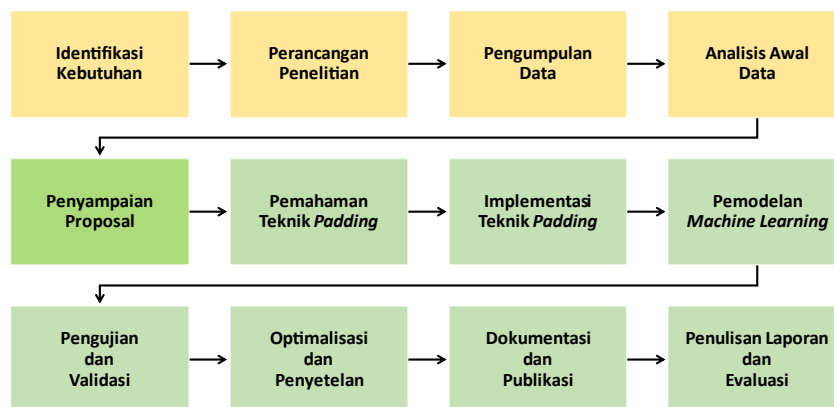 Identifikasi
Kebutuhan
Perancangan
Penelitian
Pengumpulan
Data
Analisis Awal
Data
Penyampaian
Proposal
Pemahaman
Teknik Padding
Implementasi
Teknik Padding
Pemodelan
Machine Learning
Pengujian
dan
Validasi
Optimalisasi
dan
Penyetelan
Dokumentasi
dan
Publikasi
Penulisan Laporan
dan
Evaluasi